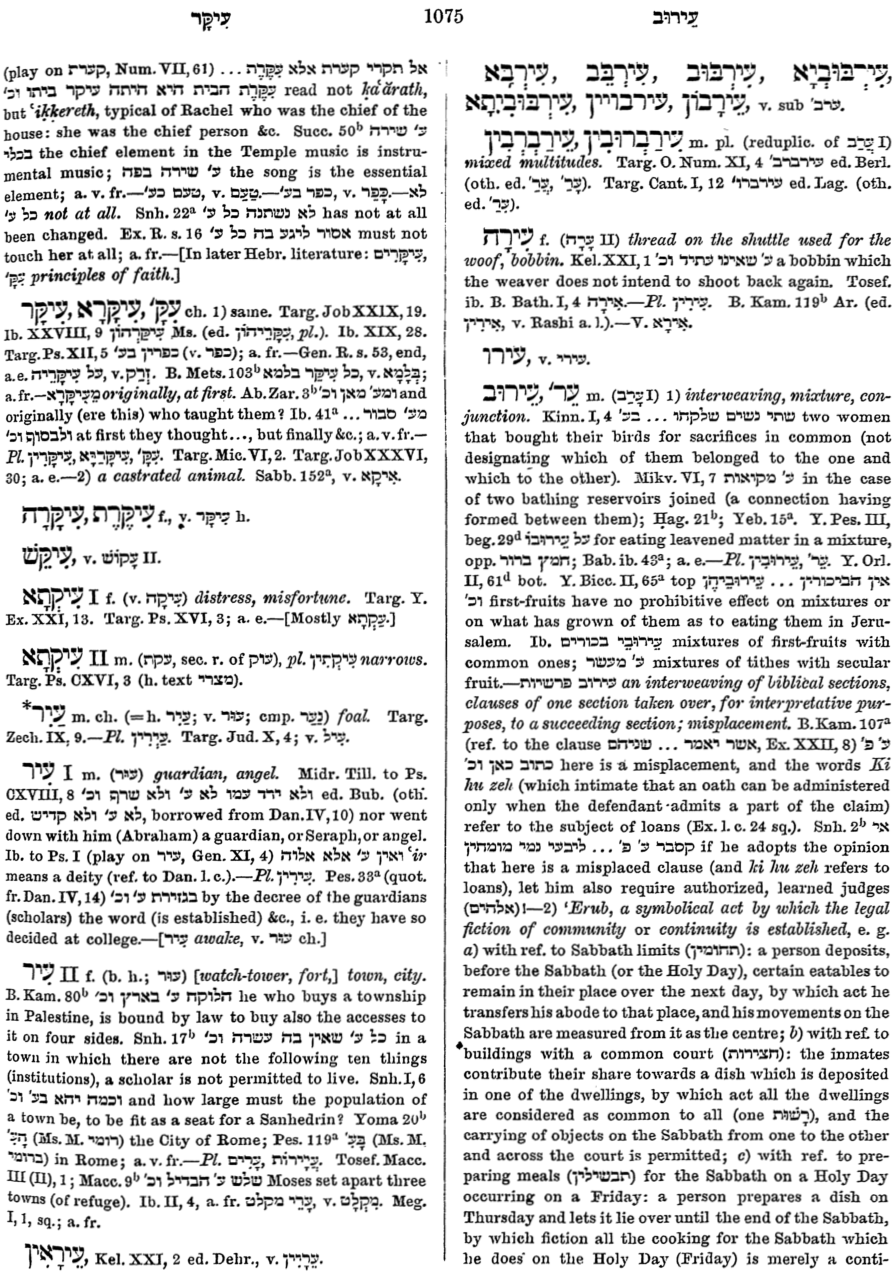 עִיקָּר
1075
עֵירוּב
(play on קערת, Num. VII, 61) ... אל תקרי קערת אלא עִקֶּרֶת
עִקֶּרֶת הבית היא היתה עיקר ביתו וכ' read not ḳa‘ărath,
but ‘iḳḳereth, typical of Rachel who was the chief of the
house: she was the chief person &c. Succ. 50ᵇ ע' שירה
בכלי the chief element in the Temple music is instru-
mental music; ע' שירה בפה the song is the essential
element; a. v. fr.—טעם כע', v. טַעַם.—כפר בע', v. כָּפַר.—לא
כל ע' not at all. Snh. 22ᵃ לא נשתנה כל ע' has not at all
been changed. Ex. R. s. 16 אסור ליגע בה כל ע' must not
touch her at all; a. fr.—[In later Hebr. literature: עִיקָּרִים,
עִקָּ' principles of faith.]
עִיקָּר, עִיקָּרָא, עִקָּ' ch. 1) same. Targ. Job XXIX, 19.
Ib. XXVIII, 9 עִיקָּרְהוֹן Ms. (ed. עִקָּרֵיהוֹן, pl.). Ib. XIX, 28.
Targ. Ps. XII, 5 כפרין בע' (v. כפר); a. fr.—Gen. R. s. 53, end,
a. e. על עִיקָּרֵיהּ, v. זְרַק. B. Mets. 103ᵇ כל עיקר בלמא, v. בְּלָמָא;
a. fr.—מֵעִיקָּרָא originally, at first. Ab. Zar. 3ᵇ ומע' מאן וכ' and
originally (ere this) who taught them? Ib. 41ᵃ ... מע' סבור
ולבסוף וכ' at first they thought..., but finally &c.; a. v. fr.—
Pl. עִיקָּרִין, עִיקָּרַיָּא, עִקָּ'. Targ. Mic. VI, 2. Targ. Job XXXVI,
30; a. e.—2) a castrated animal. Sabb. 152ᵃ, v. אִיקָא.
עִיקֶּרֶת, עִיקָּרָה f., v. עִיקָּר h.
עִיקֵּשׁ, v. עָקוֹשׁ II.
עִיקְתָא I f. (v. עִיקָה) distress, misfortune. Targ. Y.
Ex. XXI, 13. Targ. Ps. XVI, 3; a. e.—[Mostly עַקְתָא.]
עִיקְתָא II m. (עקת, sec. r. of עוק), pl. עִיקְתִין narrows.
Targ. Ps. CXVI, 3 (h. text מצרי).
*עִיר m. ch. (=h. עַיִר; v. עוּר; cmp. נַעַר) foal. Targ.
Zech. IX, 9.—Pl. עִירִין. Targ. Jud. X, 4; v. עִיל.
עִיר I m. (עוּר) guardian, angel. Midr. Till. to Ps.
CXVIII, 8 ולא ירד עמו לא ע' ולא שרף וכ' ed. Bub. (oth.
ed. לא ע' ולא קדיש, borrowed from Dan. IV, 10) nor went
down with him (Abraham) a guardian, or Seraph, or angel.
Ib. to Ps. I (play on עיר, Gen. XI, 4) ואין ע' אלא אלוה ‘ir
means a deity (ref. to Dan. l. c.).—Pl. עִירִין. Pes. 33ᵃ (quot.
fr. Dan. IV, 14) בגזירת ע' וכ' by the decree of the guardians
(scholars) the word (is established) &c., i. e. they have so
decided at college.—[עִיר awake, v. עוּר ch.]
עִיר II f. (b. h.; עור) [watch-tower, fort,] town, city.
B. Kam. 80ᵇ הלוקח ע' בארץ וכ' he who buys a township
in Palestine, is bound by law to buy also the accesses to
it on four sides. Snh. 17ᵇ כל ע' שאין בה עשרה וכ' in a
town in which there are not the following ten things
(institutions), a scholar is not permitted to live. Snh. I, 6
וכמה יהא בע' וכ' and how large must the population of
a town be, to be fit as a seat for a Sanhedrin? Yoma 20ᵇ
הָעִ' (Ms. M. רומי) the City of Rome; Pes. 119ᵃ בָּעִ' (Ms. M.
ברומי) in Rome; a. v. fr.—Pl. עֲיָירוֹת, עָרִים. Tosef. Macc.
III (II), 1; Macc. 9ᵇ שלש ע' הבדיל וכ' Moses set apart three
towns (of refuge). Ib. II, 4, a. fr. עָרֵי מקלט, v. מִקְלָט. Meg.
I, 1, sq.; a. fr.
עֵירָאִין, Kel. XXI, 2 ed. Dehr., v. עֵרָיִין.
עִירְבּוּבְיָא, עִירְבּוּב, עִירְבֵּב, עִירְבָא,
עִירְבּוּבִיתָא, עִירְבוֹיִין, עֵירָבוֹן, v. sub ערב'.
עִירְבְרוּבִין, עִירַבְרְבִין m. pl. (reduplic. of עָרַב I)
mixed multitudes. Targ. O. Num. XI, 4 עירברב' ed. Berl.
(oth. ed. עֲרַ', עָרָ'). Targ. Cant. I, 12 עירברו' ed. Lag. (oth.
ed. עֲרַ').
עִירָה f. (עָרָה II) thread on the shuttle used for the
woof, bobbin. Kel. XXI, 1 ע' שאינו עתיד וכ' a bobbin which
the weaver does not intend to shoot back again. Tosef.
ib. B. Bath. I, 4 אִירָה.—Pl. עִירִין. B. Kam. 119ᵇ Ar. (ed.
אִירִין, v. Rashi a. l.).—V. אִירָא.
עִירוּ, v. עירי.
עֵירוּב, עֵר' m. (עָרַב I) 1) interweaving, mixture, con-
junction. Kinn. I, 4 שתי נשים שלקחו ... בע' two women
that bought their birds for sacrifices in common (not
designating which of them belonged to the one and
which to the other). Mikv. VI, 7 ע' מקואות in the case
of two bathing reservoirs joined (a connection having
formed between them); Ḥag. 21ᵇ; Yeb. 15ᵃ. Y. Pes. III,
beg. 29ᵈ על עֵירוּבוֹ for eating leavened matter in a mixture,
opp. חמץ ברור; Bab. ib. 43ᵃ; a. e.—Pl. עֵירוּבִין, עֵר'. Y. Orl.
II, 61ᵈ bot. Y. Bicc. II, 65ᵃ top אין הביכורין ... עֵירוּבֵיהֶן
וכ' first-fruits have no prohibitive effect on mixtures or
on what has grown of them as to eating them in Jeru-
salem. Ib. עֵירוּבֵי בכורים mixtures of first-fruits with
common ones; ע' מעשר mixtures of tithes with secular
fruit.—עירוב פרשיות an interweaving of biblical sections,
clauses of one section taken over, for interpretative pur-
poses, to a succeeding section; misplacement. B. Kam. 107ᵃ
(ref. to the clause אשר יאמר ... שניהם, Ex. XXII, 8) ע' פ'
כתוב כאן וכ' here is a misplacement, and the words Ki
hu zeh (which intimate that an oath can be administered
only when the defendant admits a part of the claim)
refer to the subject of loans (Ex. l. c. 24 sq.). Snh. 2ᵇ אי
קסבר ע' פ' ... ליבעי נמי מומחין if he adopts the opinion
that here is a misplaced clause (and ki hu zeh refers to
loans), let him also require authorized, learned judges
(אלהים)!—2) ‘Erub, a symbolical act by which the legal
fiction of community or continuity is established, e. g.
a) with ref. to Sabbath limits (תחומין): a person deposits,
before the Sabbath (or the Holy Day), certain eatables to
remain in their place over the next day, by which act he
transfers his abode to that place, and his movements on the
Sabbath are measured from it as the centre; b) with ref. to
buildings with a common court (חצירות): the inmates
contribute their share towards a dish which is deposited
in one of the dwellings, by which act all the dwellings
are considered as common to all (one רָשׁוּת), and the
carrying of objects on the Sabbath from one to the other
and across the court is permitted; c) with ref. to pre-
paring meals (תבשילין) for the Sabbath on a Holy Day
occurring on a Friday: a person prepares a dish on
Thursday and lets it lie over until the end of the Sabbath,
by which fiction all the cooking for the Sabbath which
he does on the Holy Day (Friday) is merely a conti-